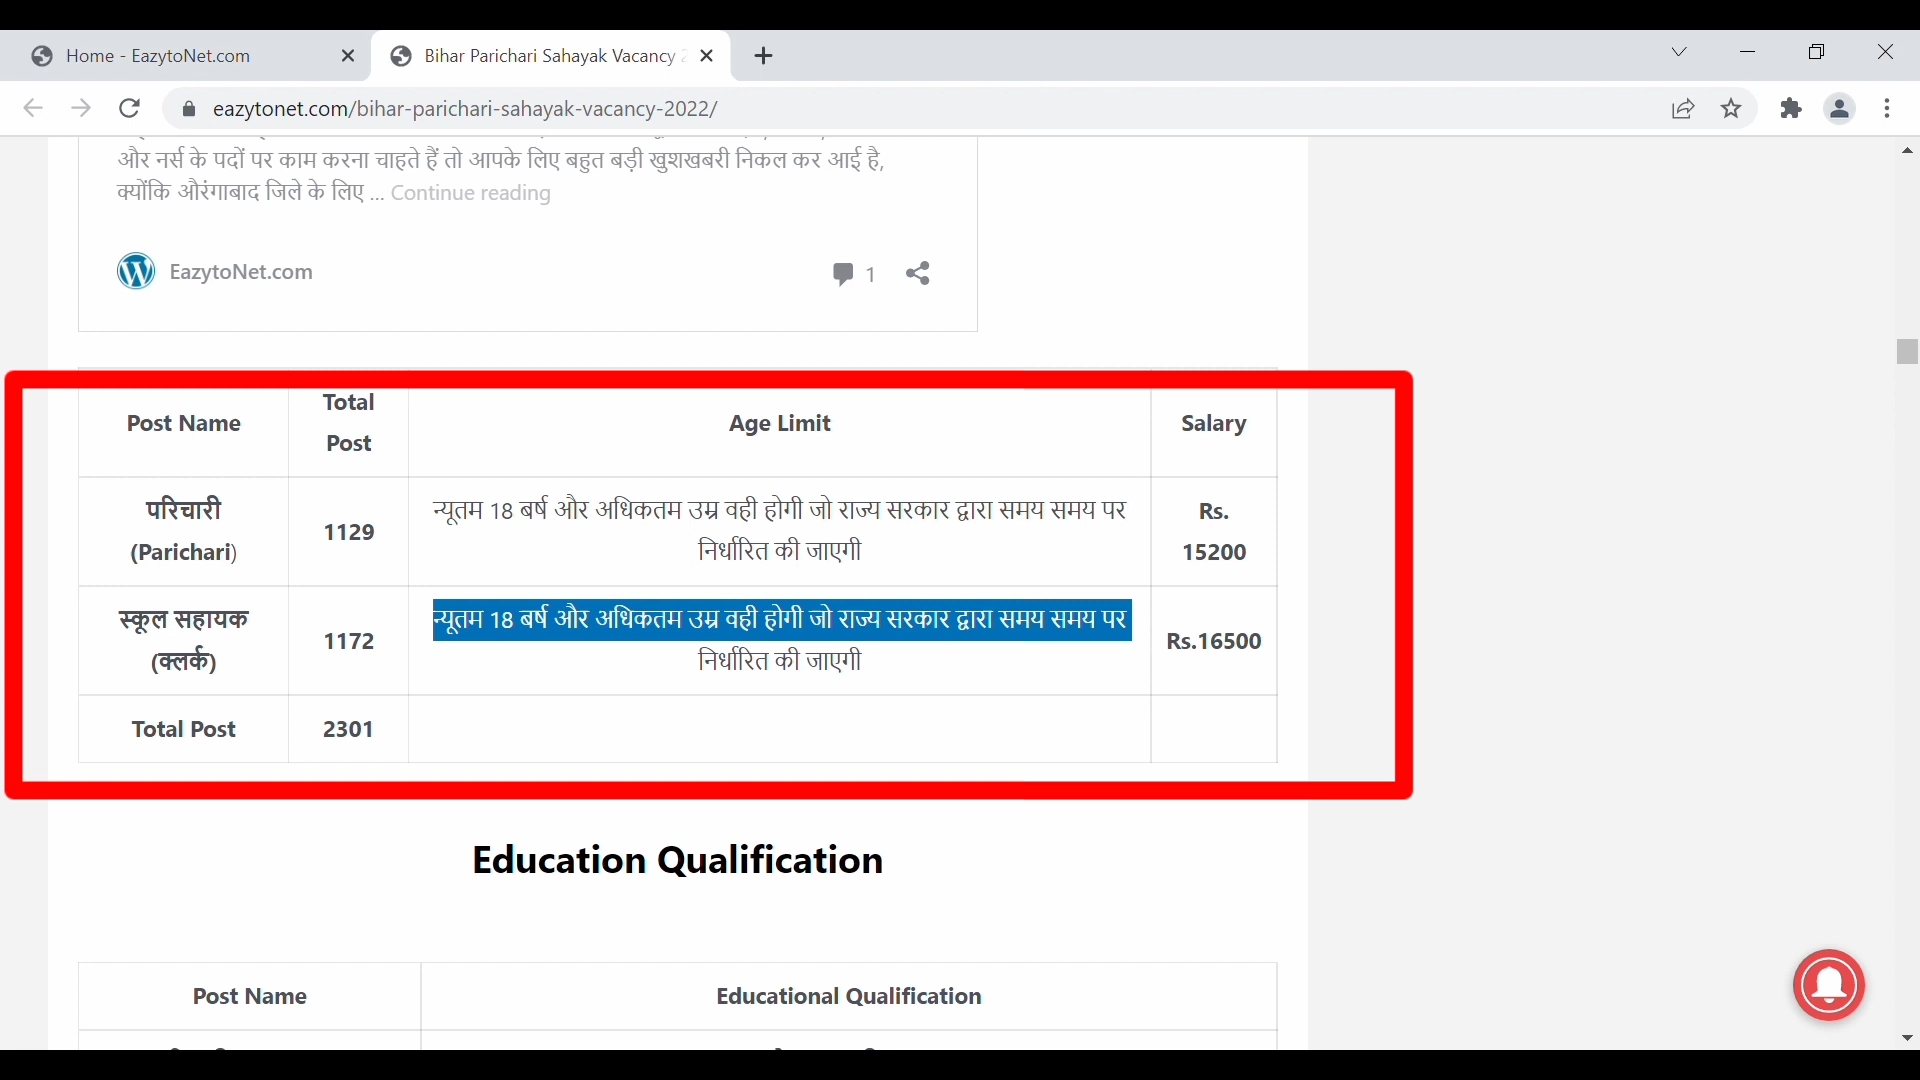 Home - EazytoNet.com
Bihar Parichari Sahayak Vacancy
eazytonet.com/bihar-parichari-sahayak-vacancy-2022/
और नर्स के पदों पर काम करना चाहते हैं तो आपके लिए बहुत बड़ी खुशखबरी निकल कर आई है,
क्योंकि औरंगाबाद जिले के लिए ... Continue reading
EazytoNet.com
1
Post Name
Total
Post
Age Limit
Salary
परिचारी
(Parichari)
1129
न्यूतम 18 बर्ष और अधिकतम उम्र वही होगी जो राज्य सरकार द्वारा समय समय पर
निर्धारित की जाएगी
Rs.
15200
स्कूल सहायक
(क्लर्क)
1172
न्यूतम 18 बर्ष और अधिकतम उम्र वही होगी जो राज्य सरकार द्वारा समय समय पर
निर्धारित की जाएगी
Rs.16500
Total Post
2301
Education Qualification
Post Name
Educational Qualification